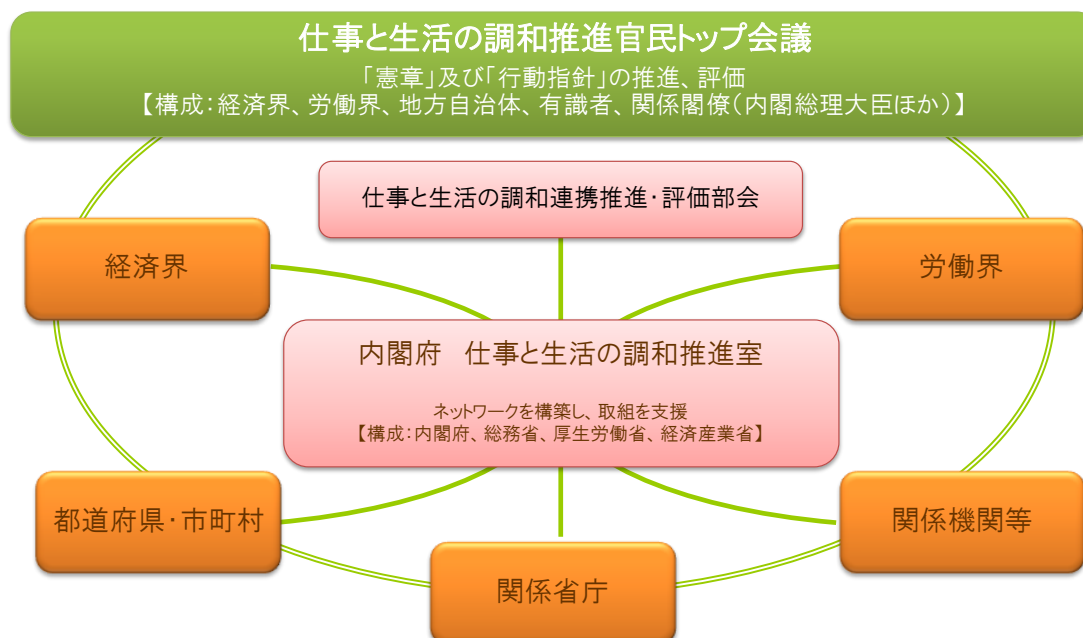 仕事と生活の調和推進官民トップ会議
「憲章」及び「行動指針」の推進、評価
【構成：経済界、労働界、地方自治体、有識者、関係閣僚（内閣総理大臣ほか）】
仕事と生活の調和連携推進・評価部会
経済界
労働界
内閣府　仕事と生活の調和推進室
ネットワークを構築し、取組を支援
【構成：内閣府、総務省、厚生労働省、経済産業省】
都道府県・市町村
関係機関等
関係省庁